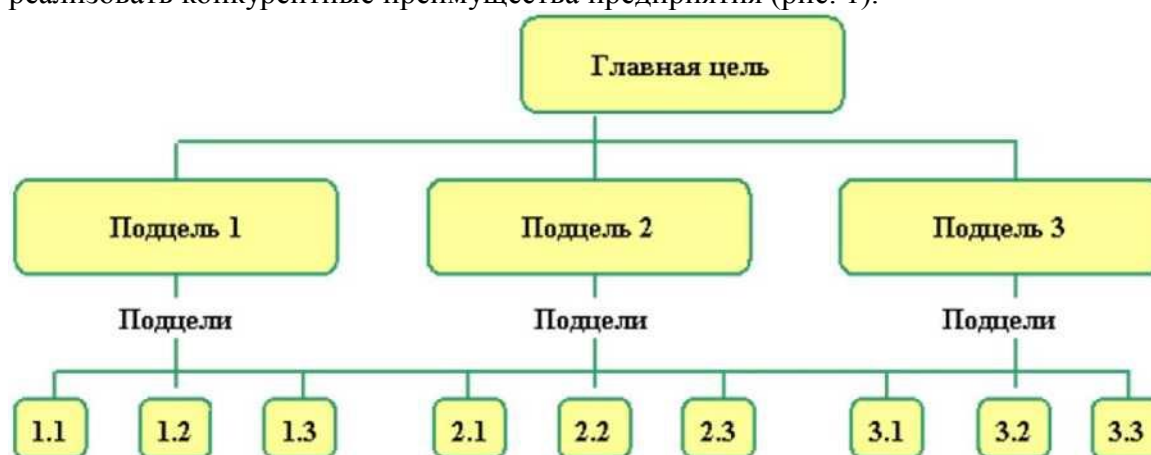 реализовать конкурентные преимущества предприятия (рис. 1).
Главная цель
Подцель 1 Подцель 2 Подцель 3
Подцели Подцели Подцели
1.1 1.2 1.3 2.1 2.2 2.3 3.1 3.2 3.3